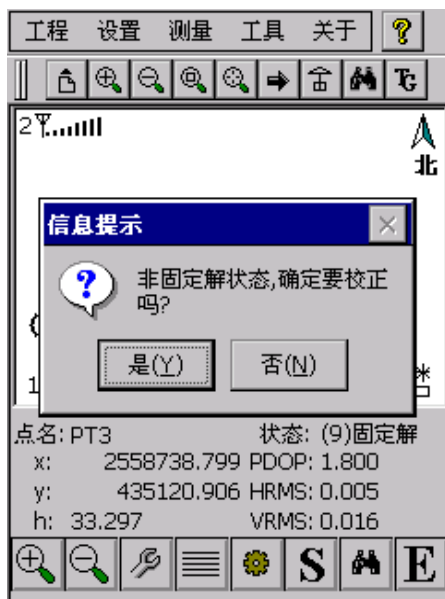 工程 设置 测量 工具 关于
TG
2
北
信息提示
非固定解状态,确定要校正
吗?
是(Y) 否(N)
1
点名: PT3 状态: (9)固定解
x: 2558738.799 PDOP: 1.800
y: 435120.906 HRMS: 0.005
h: 33.297 VRMS: 0.016
S E